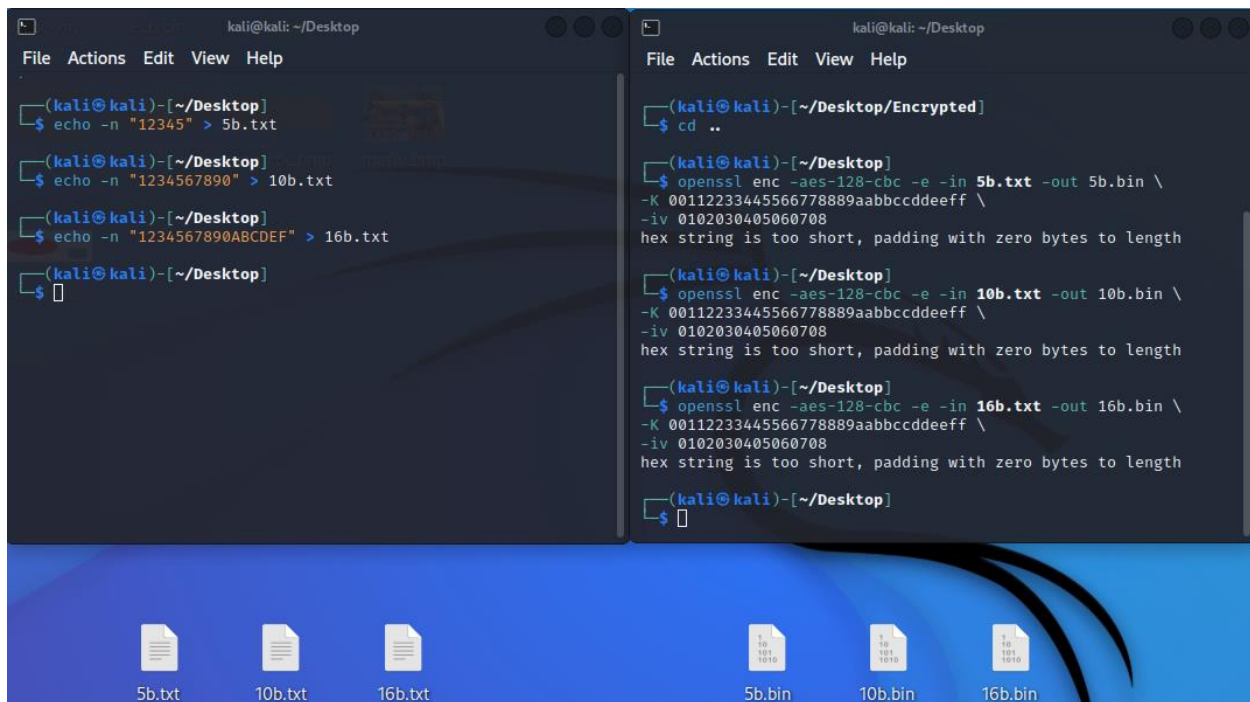 kali@kali: ~/Desktop
File Actions Edit View Help
┌──(kali㉿kali)-[~/Desktop]
└─$ echo -n "12345" > 5b.txt
┌──(kali㉿kali)-[~/Desktop]
└─$ echo -n "1234567890" > 10b.txt
┌──(kali㉿kali)-[~/Desktop]
└─$ echo -n "1234567890ABCDEF" > 16b.txt
┌──(kali㉿kali)-[~/Desktop]
└─$
kali@kali: ~/Desktop
File Actions Edit View Help
┌──(kali㉿kali)-[~/Desktop/Encrypted]
└─$ cd ..
┌──(kali㉿kali)-[~/Desktop]
└─$ openssl enc -aes-128-cbc -e -in 5b.txt -out 5b.bin \
-K 00112233445566778889aabbccddeeff \
-iv 0102030405060708
hex string is too short, padding with zero bytes to length
┌──(kali㉿kali)-[~/Desktop]
└─$ openssl enc -aes-128-cbc -e -in 10b.txt -out 10b.bin \
-K 00112233445566778889aabbccddeeff \
-iv 0102030405060708
hex string is too short, padding with zero bytes to length
┌──(kali㉿kali)-[~/Desktop]
└─$ openssl enc -aes-128-cbc -e -in 16b.txt -out 16b.bin \
-K 00112233445566778889aabbccddeeff \
-iv 0102030405060708
hex string is too short, padding with zero bytes to length
┌──(kali㉿kali)-[~/Desktop]
└─$
5b.txt 10b.txt 16b.txt 5b.bin 10b.bin 16b.bin